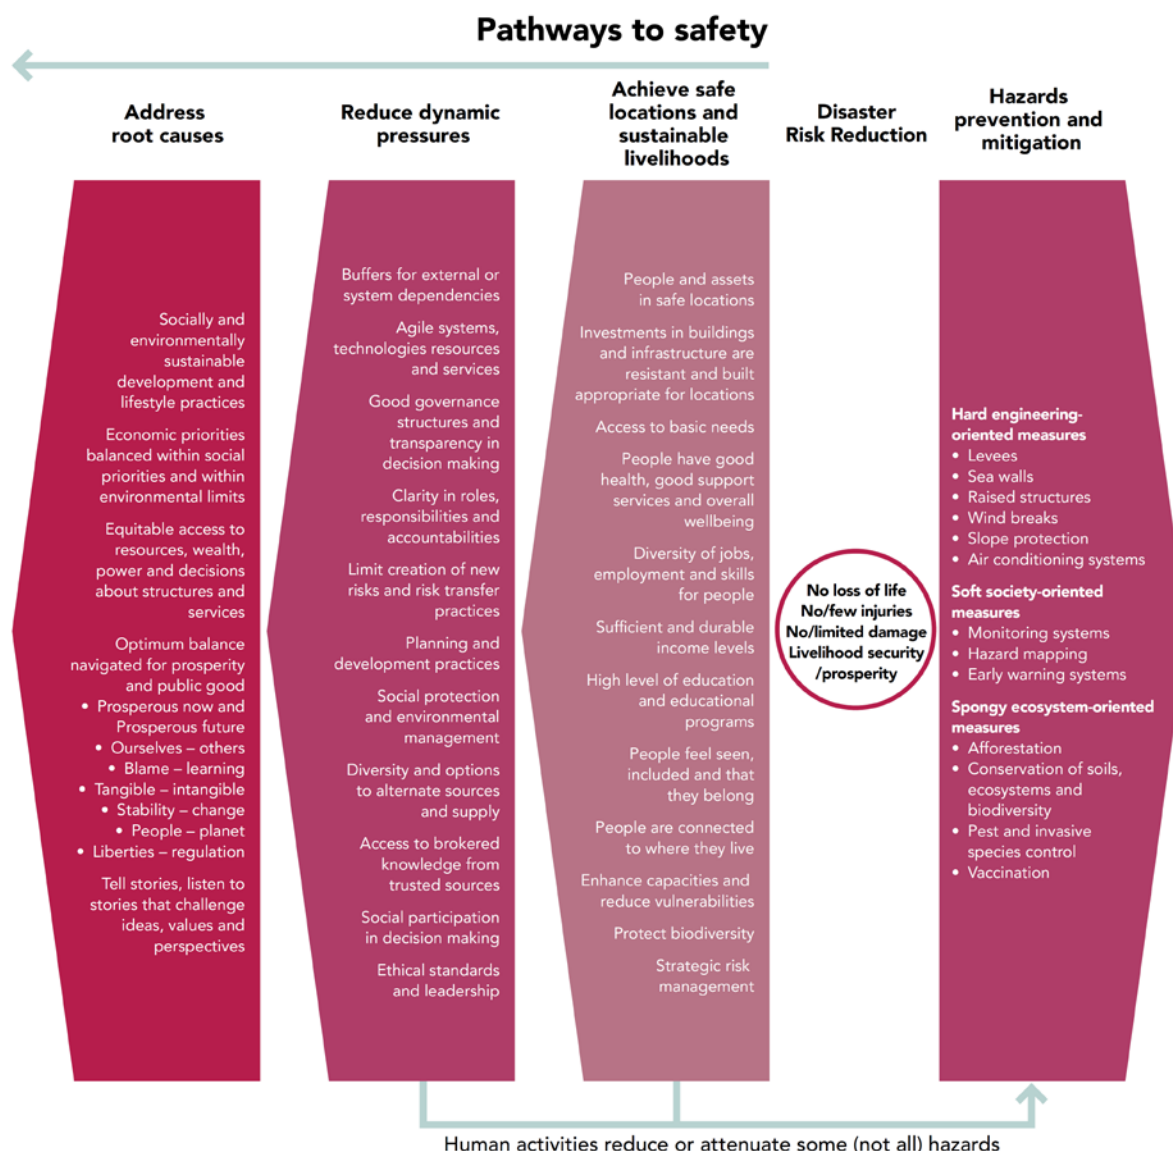 Pathways to safety
Address
root causes
Reduce dynamic
pressures
Achieve safe
locations and
sustainable
livelihoods
Disaster
Risk Reduction
Hazards
prevention and
mitigation
Socially and
environmentally
sustainable
development and
lifestyle practices
Economic priorities
balanced within social
priorities and within
environmental limits
Equitable access to
resources, wealth,
power and decisions
about structures and
services
Optimum balance
navigated for prosperity
and public good
• Prosperous now and
Prosperous future
• Ourselves – others
• Blame – learning
• Tangible – intangible
• Stability – change
• People – planet
• Liberties – regulation
Tell stories, listen to
stories that challenge
ideas, values and
perspectives
Buffers for external or
system dependencies
Agile systems,
technologies resources
and services
Good governance
structures and
transparency in
decision making
Clarity in roles,
responsibilities and
accountabilities
Limit creation of new
risks and risk transfer
practices
Planning and
development practices
Social protection
and environmental
management
Diversity and options
to alternate sources
and supply
Access to brokered
knowledge from
trusted sources
Social participation
in decision making
Ethical standards
and leadership
People and assets
in safe locations
Investments in buildings
and infrastructure are
resistant and built
appropriate for locations
Access to basic needs
People have good
health, good support
services and overall
wellbeing
Diversity of jobs,
employment and skills
for people
Sufficient and durable
income levels
High level of education
and educational
programs
People feel seen,
included and that
they belong
People are connected
to where they live
Enhance capacities and
reduce vulnerabilities
Protect biodiversity
Strategic risk
management
No loss of life
No/few injuries
No/limited damage
Livelihood security
/prosperity
Hard engineering-
oriented measures
• Levees
• Sea walls
• Raised structures
• Wind breaks
• Slope protection
• Air conditioning systems
Soft society-oriented
measures
• Monitoring systems
• Hazard mapping
• Early warning systems
Spongy ecosystem-oriented
measures
• Afforestation
• Conservation of soils,
ecosystems and
biodiversity
• Pest and invasive
species control
• Vaccination
Human activities reduce or attenuate some (not all) hazards